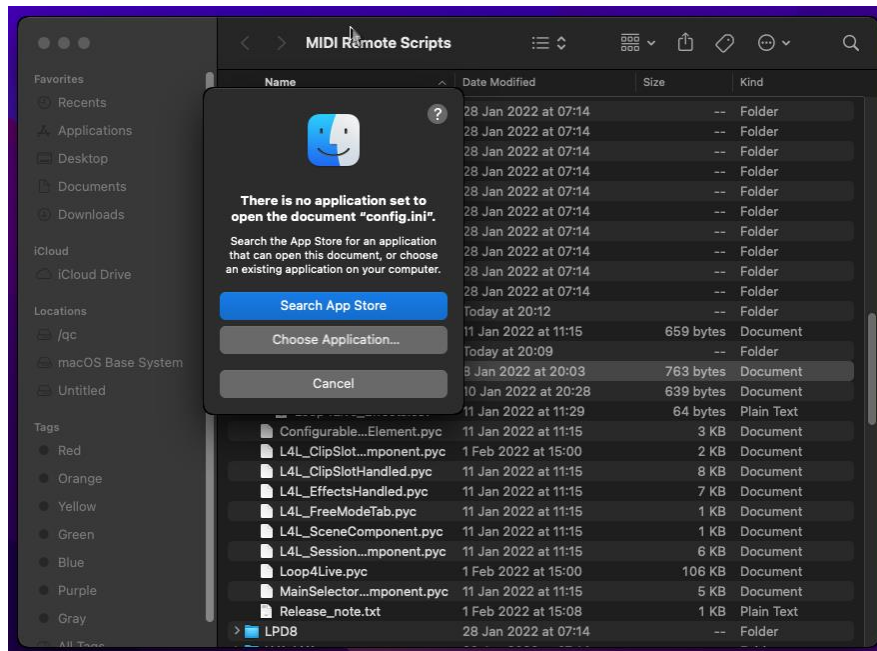 MIDI Remote Scripts
Favorites
Recents
Applications
Desktop
Documents
Downloads
iCloud
iCloud Drive
Locations
/qc
macOS Base System
Untitled
Tags
Red
Orange
Yellow
Green
Blue
Purple
Gray
All Tags
Name Date Modified Size Kind
?
There is no application set to
open the document “config.ini”.
Search the App Store for an application
that can open this document, or choose
an existing application on your computer.
Search App Store
Choose Application...
Cancel
28 Jan 2022 at 07:14 -- Folder
28 Jan 2022 at 07:14 -- Folder
28 Jan 2022 at 07:14 -- Folder
28 Jan 2022 at 07:14 -- Folder
28 Jan 2022 at 07:14 -- Folder
28 Jan 2022 at 07:14 -- Folder
28 Jan 2022 at 07:14 -- Folder
28 Jan 2022 at 07:14 -- Folder
28 Jan 2022 at 07:14 -- Folder
28 Jan 2022 at 07:14 -- Folder
Today at 20:12 -- Folder
11 Jan 2022 at 11:15 659 bytes Document
Today at 20:09 -- Folder
8 Jan 2022 at 20:03 763 bytes Document
10 Jan 2022 at 20:28 639 bytes Document
11 Jan 2022 at 11:29 64 bytes Plain Text
Configurable...Element.pyc 11 Jan 2022 at 11:15 3 KB Document
L4L_ClipSlot...mponent.pyc 1 Feb 2022 at 15:00 2 KB Document
L4L_ClipSlotHandled.pyc 11 Jan 2022 at 11:15 8 KB Document
L4L_EffectsHandled.pyc 11 Jan 2022 at 11:15 7 KB Document
L4L_FreeModeTab.pyc 11 Jan 2022 at 11:15 1 KB Document
L4L_SceneComponent.pyc 11 Jan 2022 at 11:15 1 KB Document
L4L_Session...mponent.pyc 11 Jan 2022 at 11:15 6 KB Document
Loop4Live.pyc 1 Feb 2022 at 15:00 106 KB Document
MainSelector...mponent.pyc 11 Jan 2022 at 11:15 5 KB Document
Release_note.txt 1 Feb 2022 at 15:08 1 KB Plain Text
LPD8 28 Jan 2022 at 07:14 -- Folder